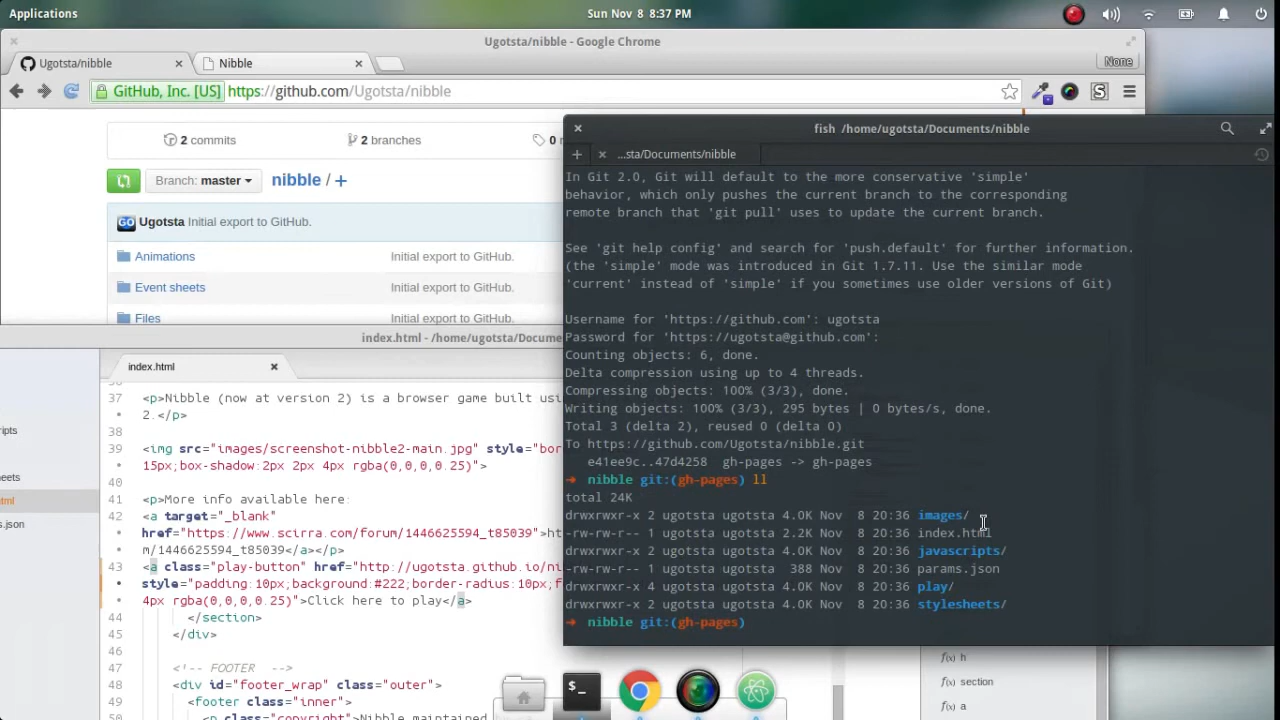 Applications
Sun Nov 8 8:37 PM
Ugotsta/nibble - Google Chrome
Ugotsta/nibble
Nibble
None
GitHub, Inc. [US] https://github.com/Ugotsta/nibble
2 commits
2 branches
0
Branch: master
nibble / +
Ugotsta Initial export to GitHub.
Animations Initial export to GitHub.
Event sheets Initial export to GitHub.
Files Initial export to GitHub.
fish /home/ugotsta/Documents/nibble
...sta/Documents/nibble
In Git 2.0, Git will default to the more conservative 'simple'
behavior, which only pushes the current branch to the corresponding
remote branch that 'git pull' uses to update the current branch.
See 'git help config' and search for 'push.default' for further information.
(the 'simple' mode was introduced in Git 1.7.11. Use the similar mode
'current' instead of 'simple' if you sometimes use older versions of Git)
Username for 'https://github.com': ugotsta
Password for 'https://ugotsta@github.com':
Counting objects: 6, done.
Delta compression using up to 4 threads.
Compressing objects: 100% (3/3), done.
Writing objects: 100% (3/3), 295 bytes | 0 bytes/s, done.
Total 3 (delta 2), reused 0 (delta 0)
To https://github.com/Ugotsta/nibble.git
e41ee9c..47d4258 gh-pages -> gh-pages
➜ nibble git:(gh-pages) ll
total 24K
drwxrwxr-x 2 ugotsta ugotsta 4.0K Nov 8 20:36 images/
-rw-rw-r-- 1 ugotsta ugotsta 2.2K Nov 8 20:36 index.html
drwxrwxr-x 2 ugotsta ugotsta 4.0K Nov 8 20:36 javascripts/
-rw-rw-r-- 1 ugotsta ugotsta 388 Nov 8 20:36 params.json
drwxrwxr-x 4 ugotsta ugotsta 4.0K Nov 8 20:36 play/
drwxrwxr-x 2 ugotsta ugotsta 4.0K Nov 8 20:36 stylesheets/
➜ nibble git:(gh-pages)
index.html - /home/ugotsta/Docume
index.html
ripts
eets
ml
s.json
37 <p>Nibble (now at version 2) is a browser game built usi
• 2.</p>
38
39 <img src="images/screenshot-nibble2-main.jpg" style="bor
• 15px;box-shadow:2px 2px 4px rgba(0,0,0,0.25)">
40
41 <p>More info available here:
42 <a target="_blank"
• href="https://www.scirra.com/forum/1446625594_t85039">ht
• m/1446625594_t85039</a></p>
43 <a class="play-button" href="http://ugotsta.github.io/ni
• style="padding:10px;background:#222;border-radius:10px;f
• 4px rgba(0,0,0,0.25)">Click here to play</a>
44 </section>
45 </div>
46
47 <!-- FOOTER -->
48 <div id="footer_wrap" class="outer">
49 <footer class="inner">
50 <p class="copyright">Nibble maintained
f(x) h
f(x) section
f(x) a